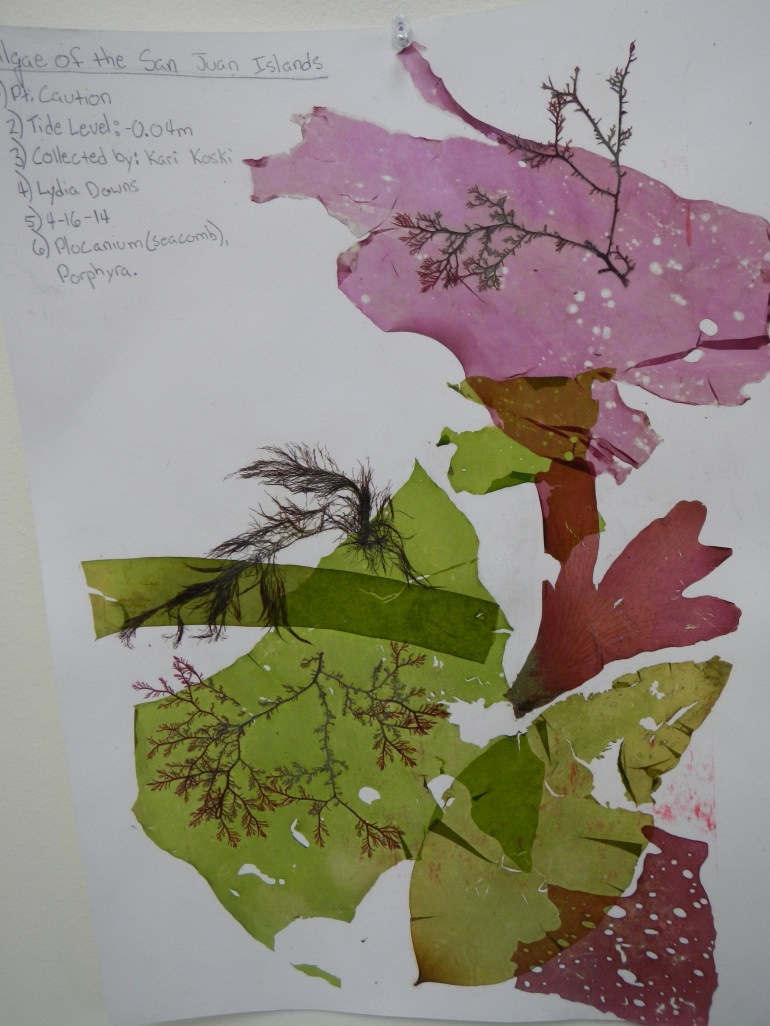 algae of the San Juan Islands
1) Pt. Caution
2) Tide Level: -0.04m
3) Collected by: Kari Koski
4) Lydia Downs
5) 4-16-14
6) Plocanium (seacomb),
Porphyra.